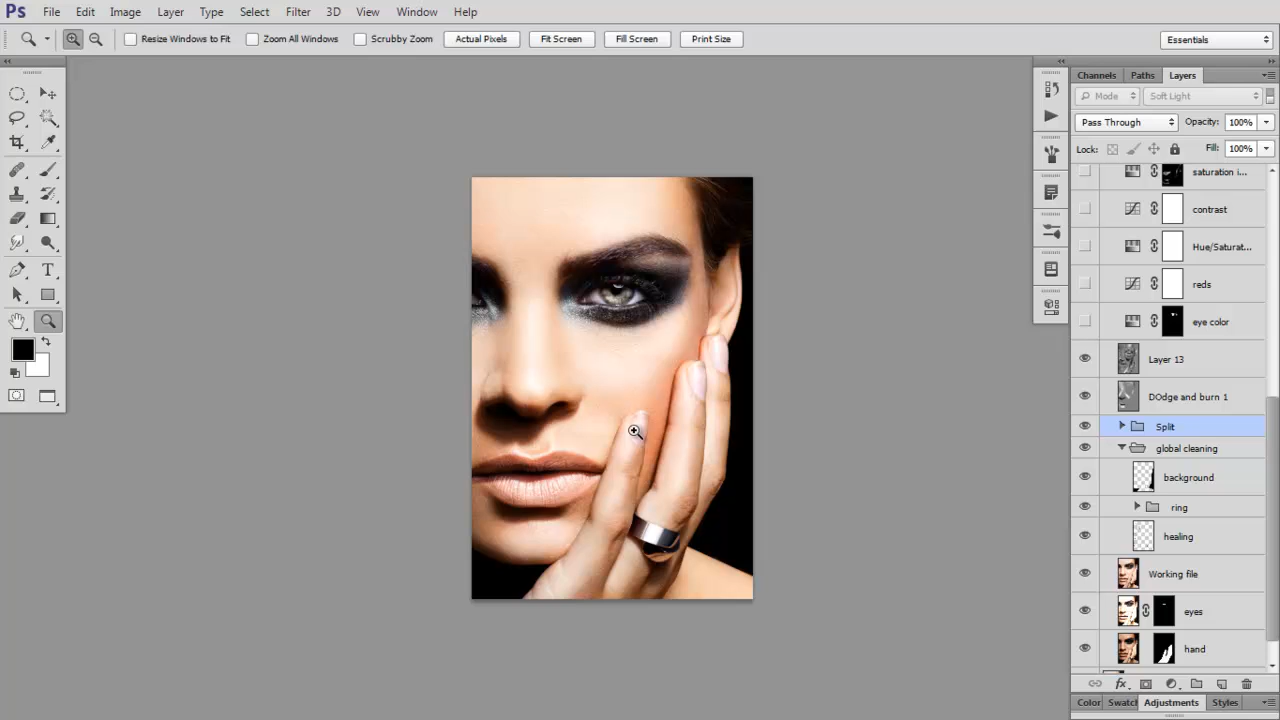 Ps File Edit Image Layer Type Select Filter 3D View Window Help
Resize Windows to Fit Zoom All Windows Scrubby Zoom Actual Pixels Fit Screen Fill Screen Print Size Essentials
Channels Paths Layers
Mode Soft Light
Pass Through Opacity: 100%
Lock: Fill: 100%
saturation i...
contrast
Hue/Saturat...
reds
eye color
Layer 13
DOdge and burn 1
Split
global cleaning
background
ring
healing
Working file
eyes
hand
fx
Color Swatch Adjustments Styles